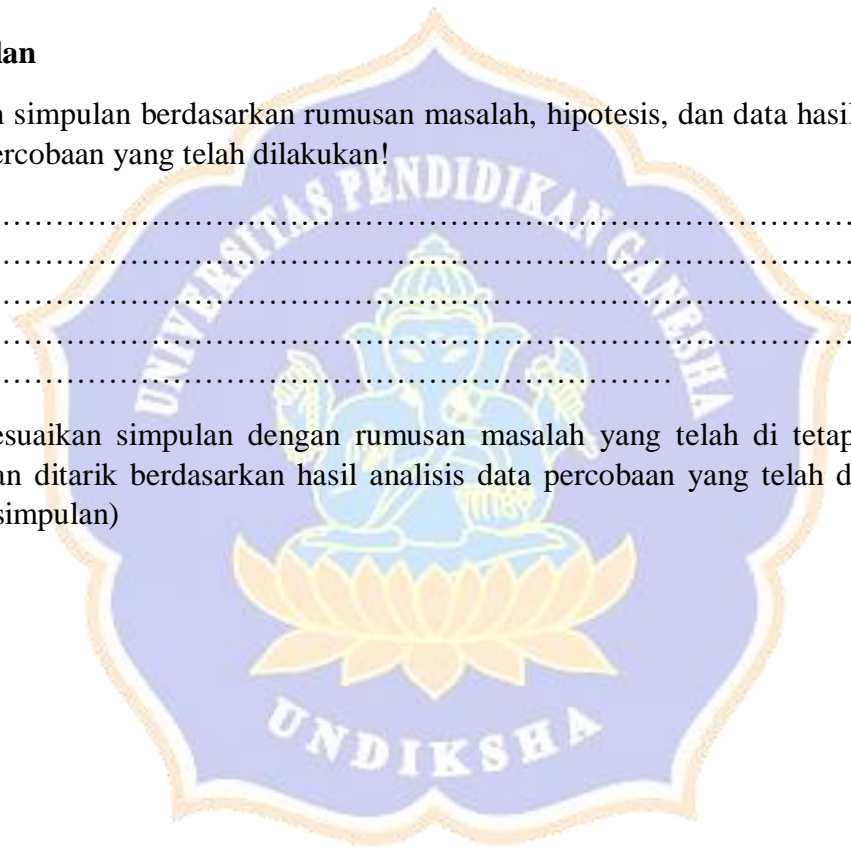 lan
n simpulan berdasarkan rumusan masalah, hipotesis, dan data hasil
ercobaan yang telah dilakukan!
………………………………………………………………………………
………………………………………………………………………………
………………………………………………………………………………
………………………………………………………………………………
……………………………………………………………
esuaikan simpulan dengan rumusan masalah yang telah di tetap
an ditarik berdasarkan hasil analisis data percobaan yang telah d
simpulan)
UNIVERSITAS PENDIDIKAN GANESHA
UNDIKSHA